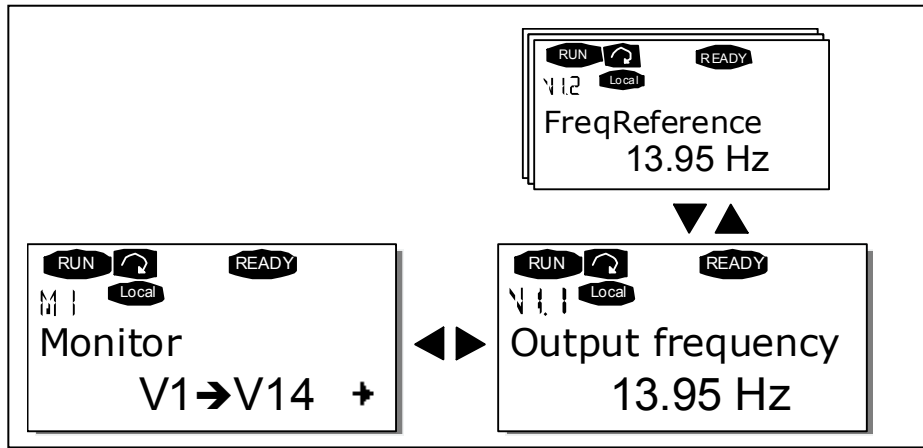 RUN READY
V1.2 Local
FreqReference
13.95 Hz
RUN READY
M1 Local
Monitor
V1➔V14
RUN READY
V1.1 Local
Output frequency
13.95 Hz